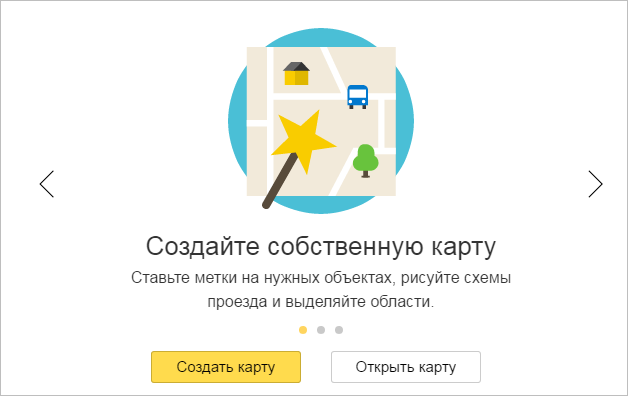 Создайте собственную карту
Ставьте метки на нужных объектах, рисуйте схемы
проезда и выделяйте области.
Создать карту
Открыть карту